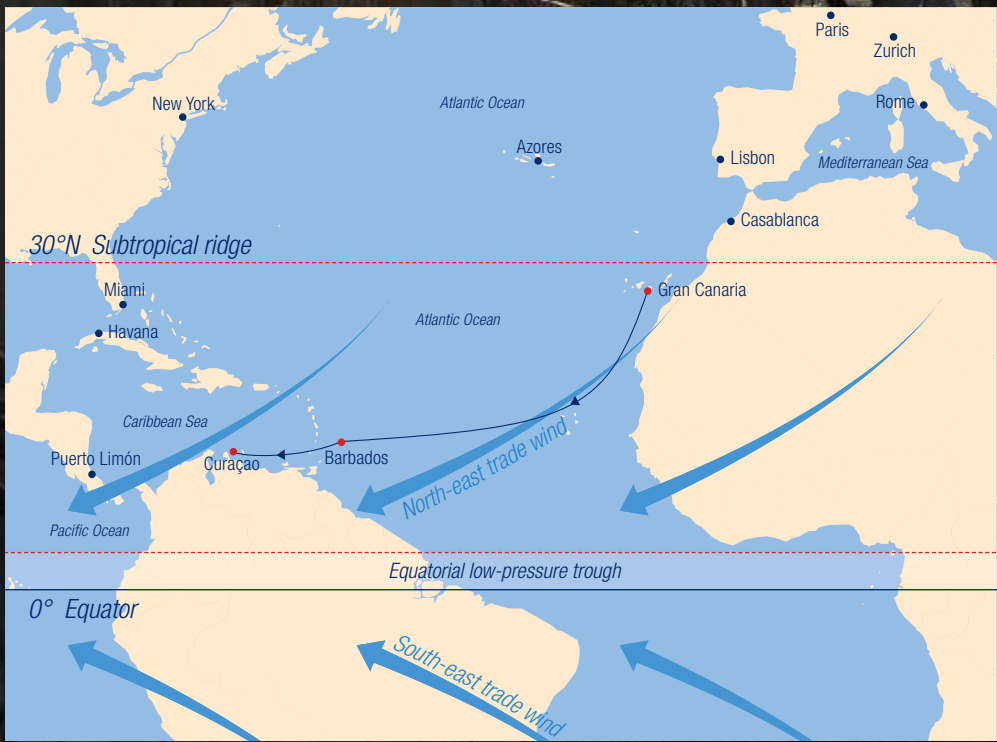 Paris
Zurich
Atlantic Ocean
New York
Rome
Azores
Lisbon
Mediterranean Sea
Casablanca
30°N Subtropical ridge
Miami
Gran Canaria
Atlantic Ocean
Havana
Caribbean Sea
Puerto Limón
Curaçao
Barbados
North-east trade wind
Pacific Ocean
Equatorial low-pressure trough
0° Equator
South-east trade wind